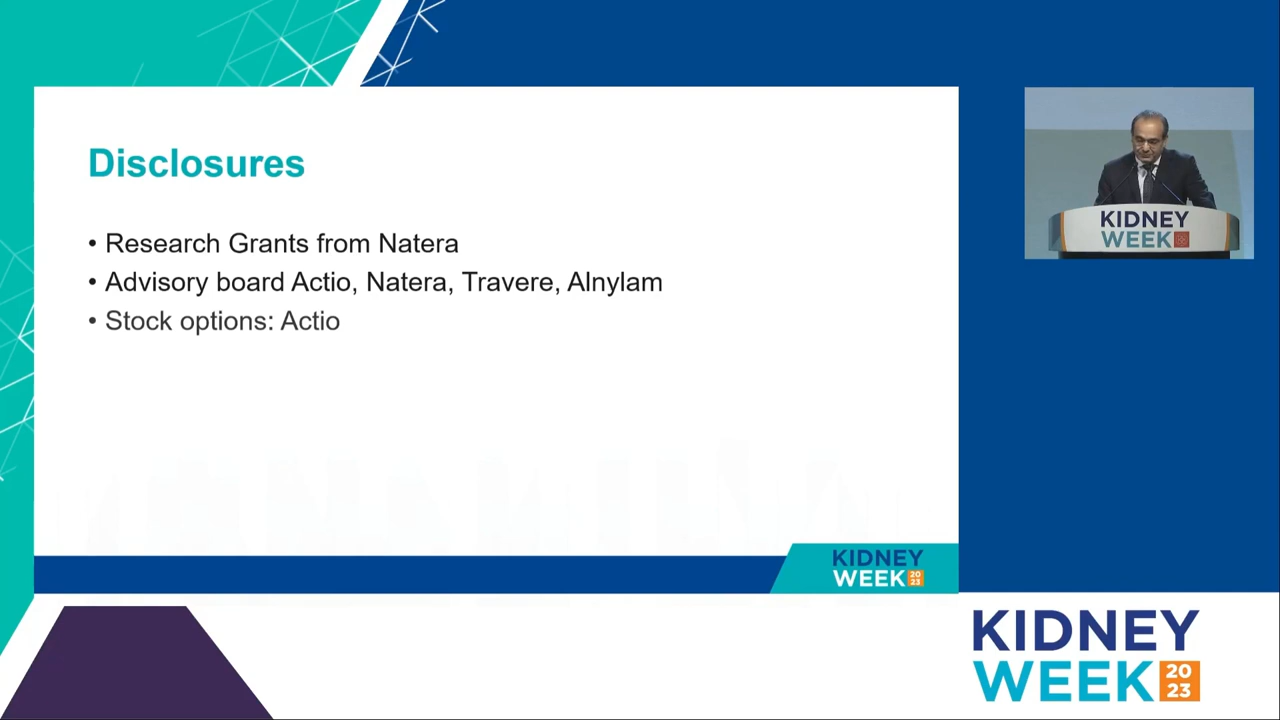 Disclosures
• Research Grants from Natera
• Advisory board Actio, Natera, Travere, Alnylam
• Stock options: Actio
KIDNEY
WEEK 20
23
KIDNEY
WEEK
KIDNEY
WEEK 20
23